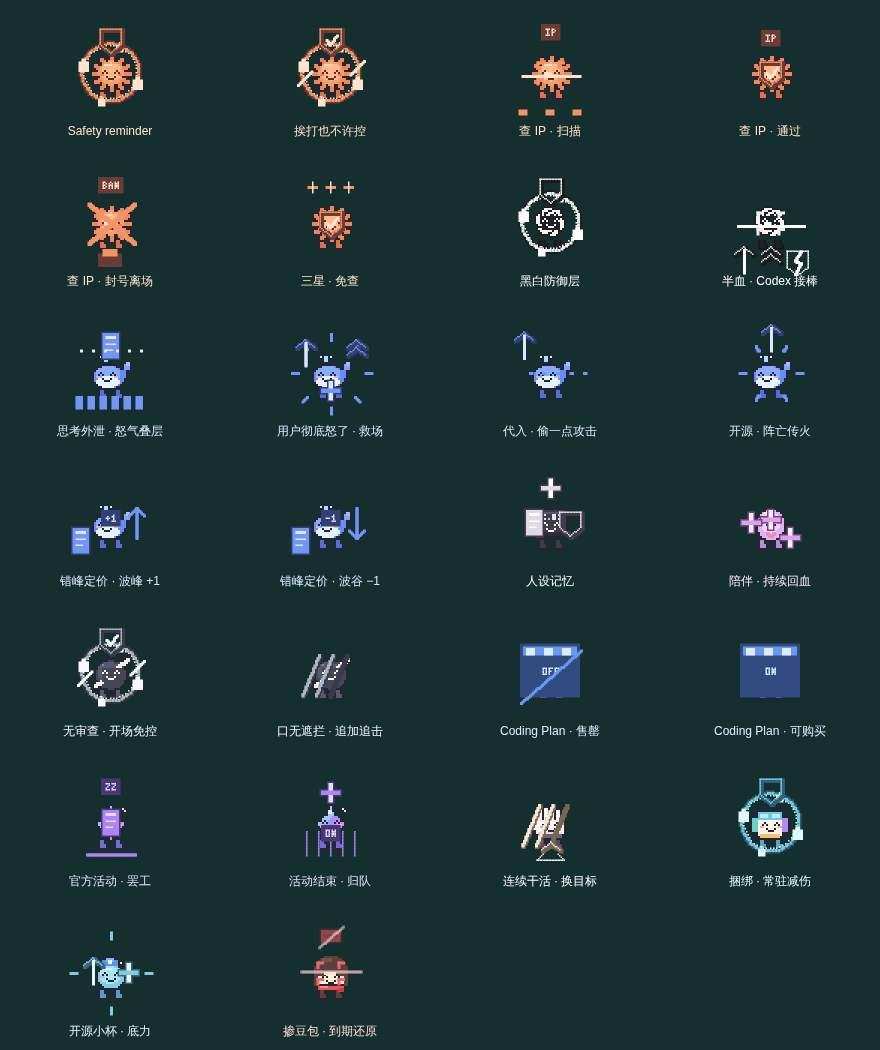 IP
IP
Safety reminder
挨打也不许控
查 IP · 扫描
查 IP · 通过
BAN
查 IP · 封号离场
三星 · 免查
黑白防御层
半血 · Codex 接棒
思考外泄 · 怒气叠层
用户彻底怒了 · 救场
代入 · 偷一点攻击
开源 · 阵亡传火
+1
−1
错峰定价 · 波峰 +1
错峰定价 · 波谷 −1
人设记忆
陪伴 · 持续回血
OFF
ON
无审查 · 开场免控
口无遮拦 · 追加追击
Coding Plan · 售罄
Coding Plan · 可购买
ZZ
ON
官方活动 · 罢工
活动结束 · 归队
连续干活 · 换目标
捆绑 · 常驻减伤
开源小杯 · 底力
掺豆包 · 到期还原